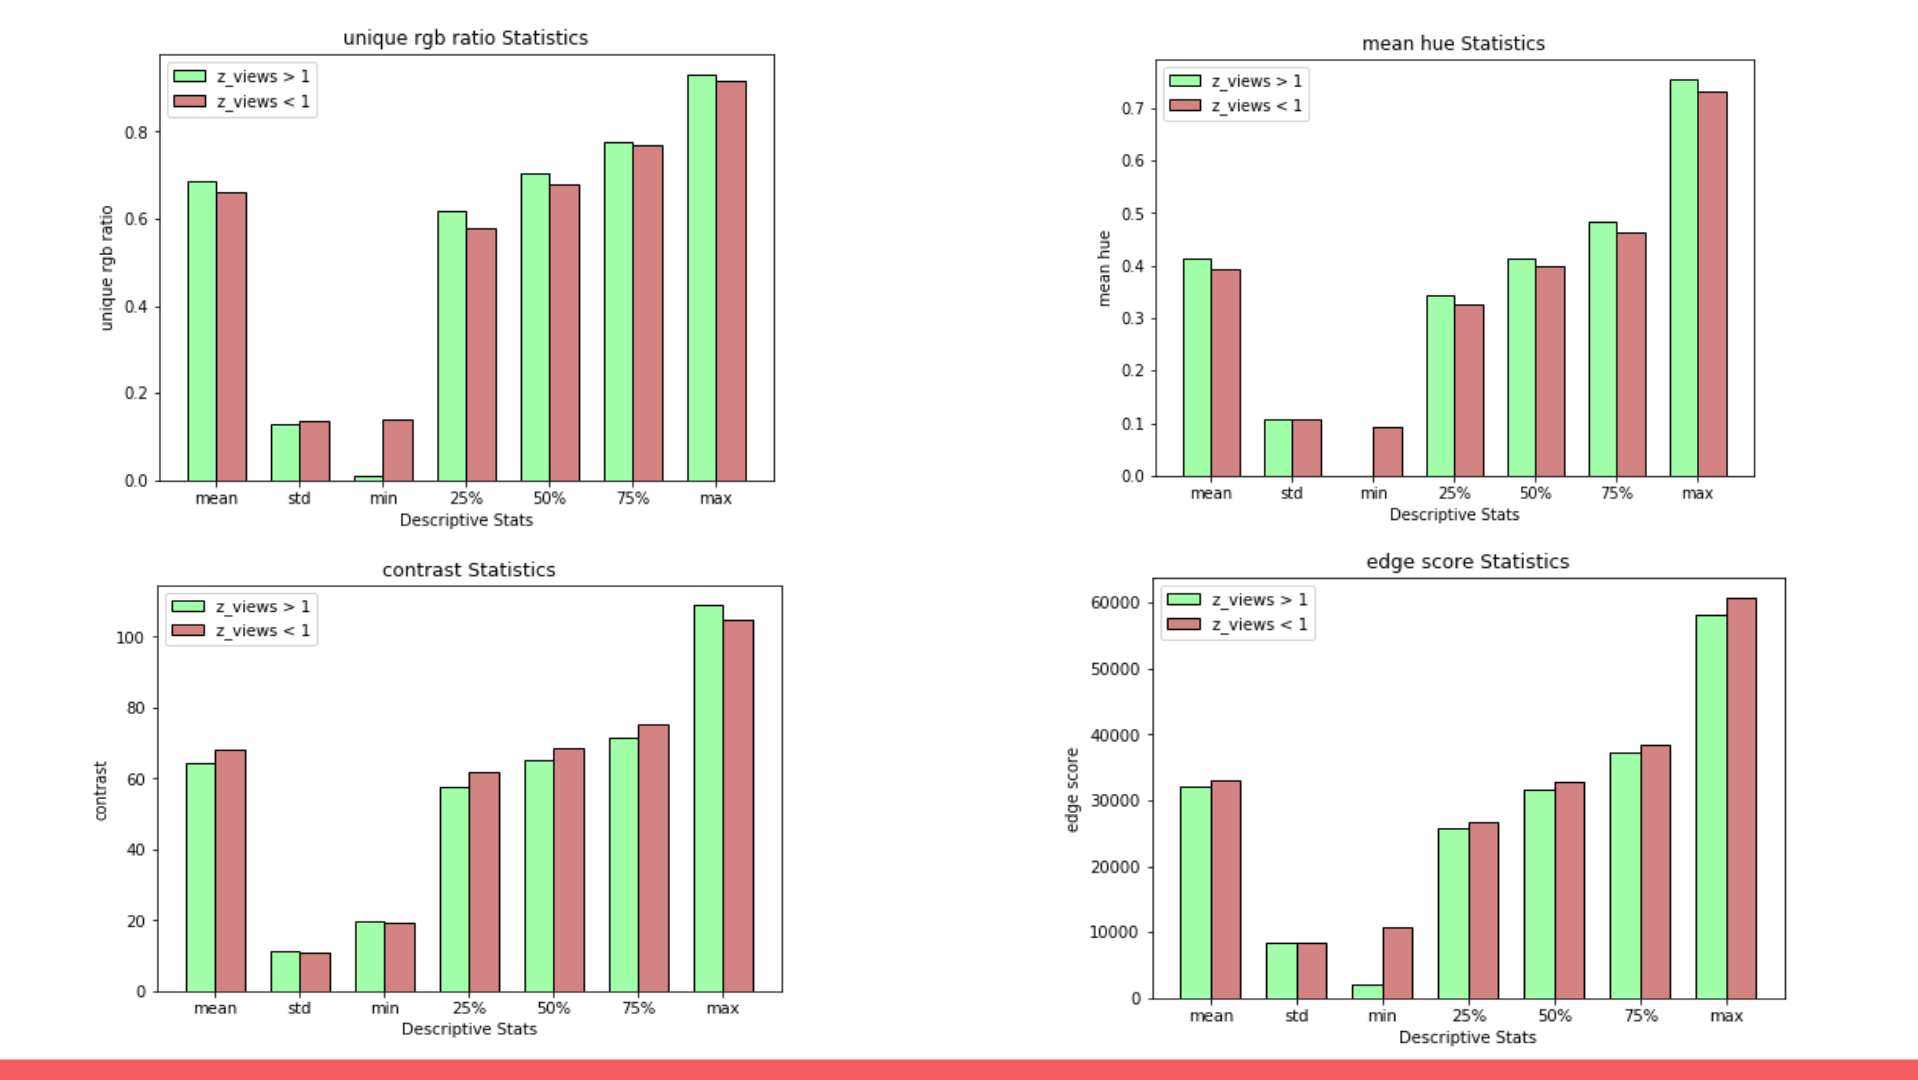 unique rgb ratio Statistics
z_views > 1
z_views < 1
unique rgb ratio
0.8
0.6
0.4
0.2
0.0
mean std min 25% 50% 75% max
Descriptive Stats
mean hue Statistics
z_views > 1
z_views < 1
mean hue
0.7
0.6
0.5
0.4
0.3
0.2
0.1
0.0
mean std min 25% 50% 75% max
Descriptive Stats
contrast Statistics
z_views > 1
z_views < 1
contrast
100
80
60
40
20
0
mean std min 25% 50% 75% max
Descriptive Stats
edge score Statistics
z_views > 1
z_views < 1
edge score
60000
50000
40000
30000
20000
10000
0
mean std min 25% 50% 75% max
Descriptive Stats